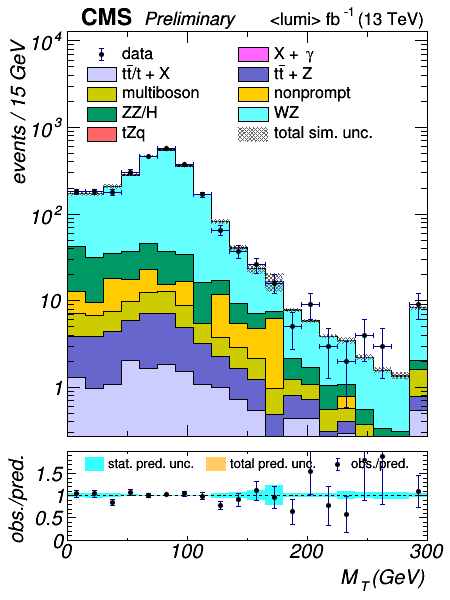 CMS Preliminary <lumi> fb⁻¹ (13 TeV)
data X + γ
tt̄/t + X tt̄ + Z
multiboson nonprompt
ZZ/H WZ
tZq total sim. unc.
events / 15 GeV
10⁴
10³
10²
10
1
stat. pred. unc. total pred. unc. obs./pred.
obs./pred.
1.5
1
0.5
0
0 100 200 300
M_T (GeV)